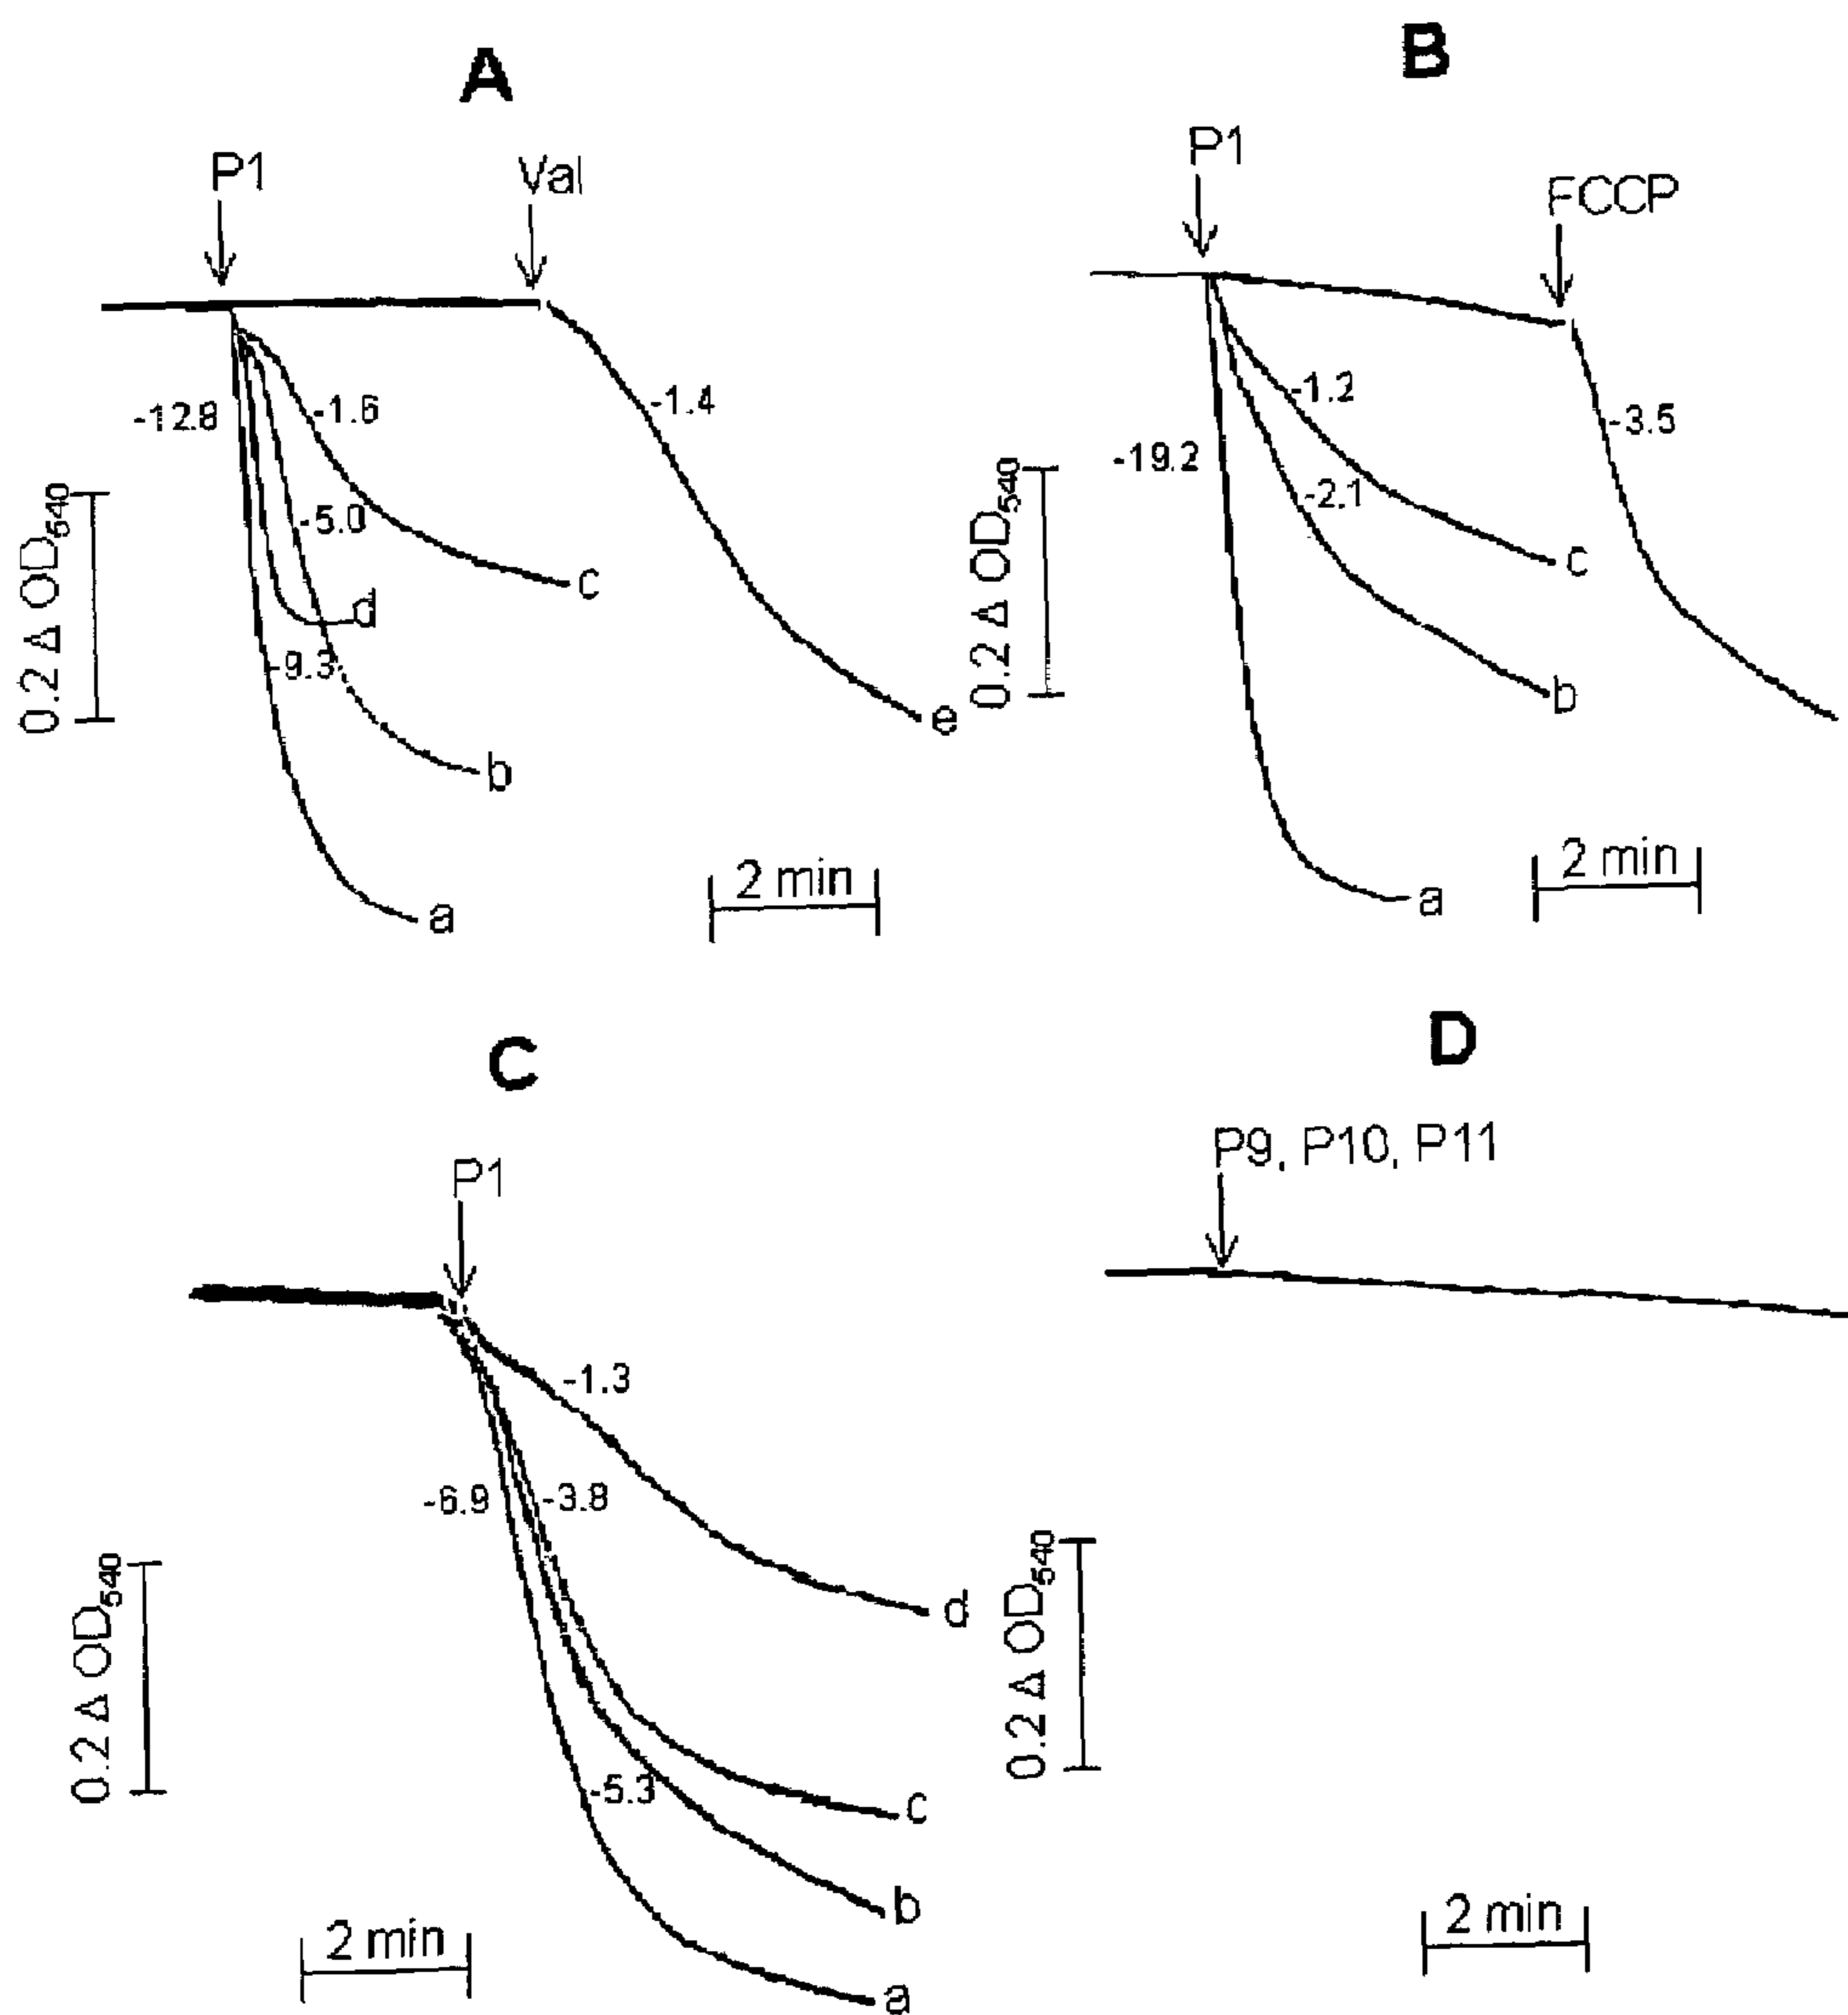 A
P1
Val
-12.8
-1.6
-5.0
-9.3
-1.4
a
b
c
d
e
0.2 Δ OD540
2 min
B
P1
FCCP
-19.2
-1.2
-2.1
-3.5
a
b
c
0.2 Δ OD540
2 min
C
P1
-6.9
-3.8
-1.3
-5.3
a
b
c
d
0.2 Δ OD540
2 min
D
P9, P10, P11
0.2 Δ OD540
2 min